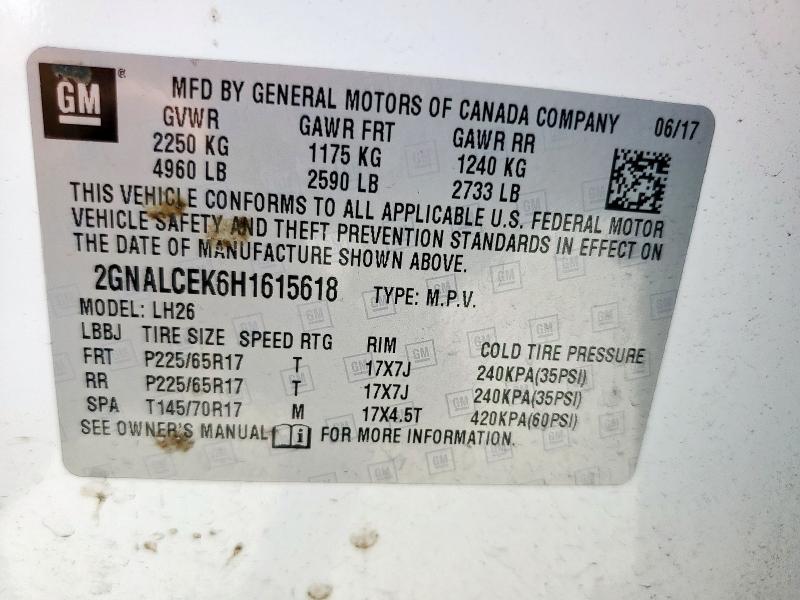 GM® MFD BY GENERAL MOTORS OF CANADA COMPANY 06/17
GVWR GAWR FRT GAWR RR
2250 KG 1175 KG 1240 KG
4960 LB 2590 LB 2733 LB
THIS VEHICLE CONFORMS TO ALL APPLICABLE U.S. FEDERAL MOTOR
VEHICLE SAFETY AND THEFT PREVENTION STANDARDS IN EFFECT ON
THE DATE OF MANUFACTURE SHOWN ABOVE.
2GNALCEK6H1615618 TYPE: M.P.V.
MODEL: LH26
LBBJ TIRE SIZE SPEED RTG RIM COLD TIRE PRESSURE
FRT P225/65R17 T 17X7J 240KPA(35PSI)
RR P225/65R17 T 17X7J 240KPA(35PSI)
SPA T145/70R17 M 17X4.5T 420KPA(60PSI)
SEE OWNER'S MANUAL i FOR MORE INFORMATION.